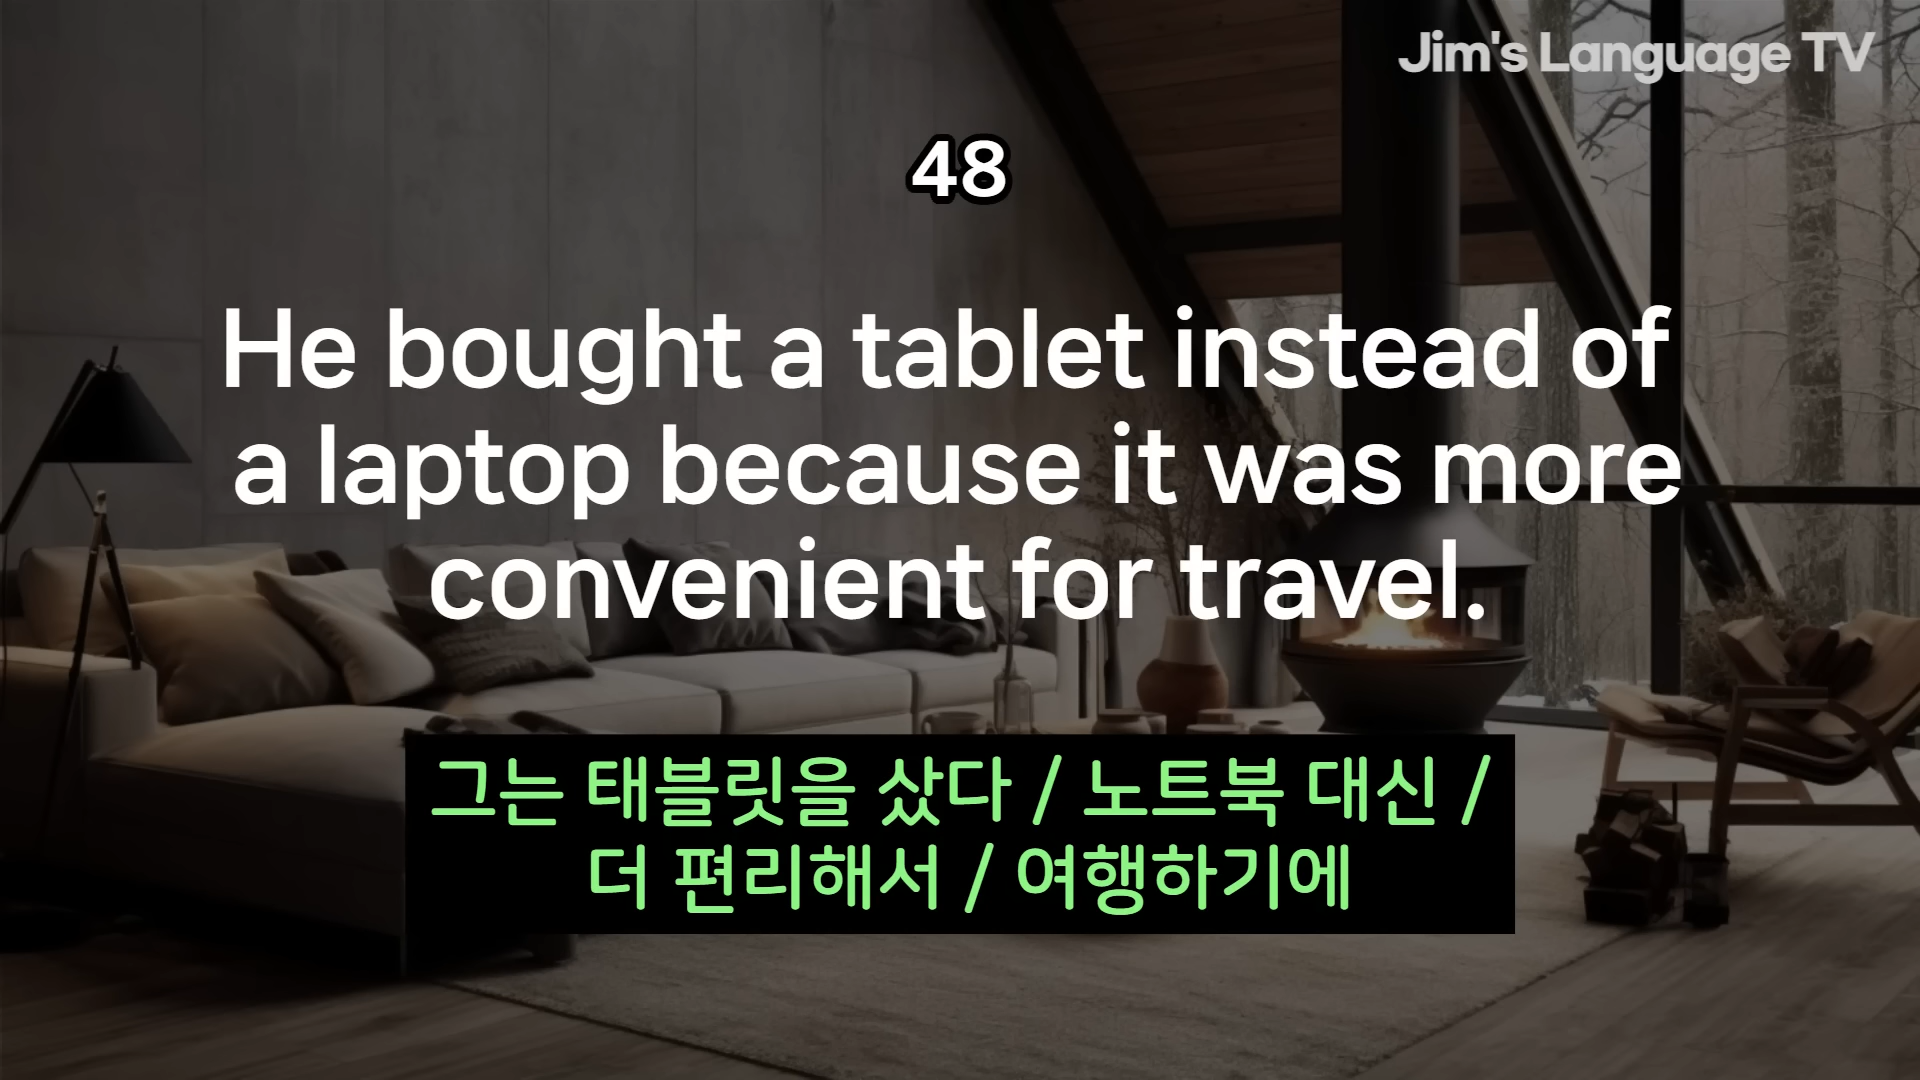 Jim's Language TV
48
He bought a tablet instead of
a laptop because it was more
convenient for travel.
그는 태블릿을 샀다 / 노트북 대신 /
더 편리해서 / 여행하기에